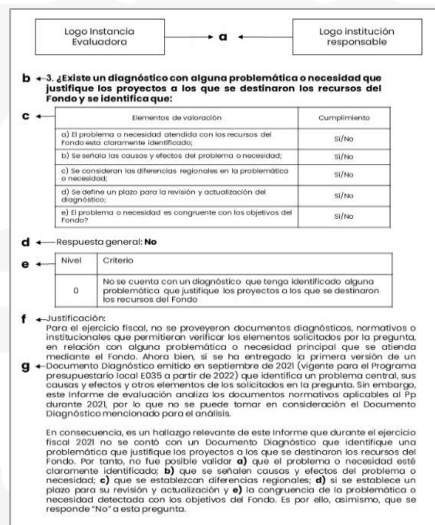 Logo Instancia
Evaluadora
a
Logo institución
responsable
b
3. ¿Existe un diagnóstico con alguna problemática o necesidad que
justifique los proyectos a los que se destinaron los recursos del
Fondo y se identifica que:
c
Elementos de valoración
Cumplimiento
a) El problema o necesidad atendida con los recursos del
Fondo esta claramente identificado;
Si/No
b) Se señala las causas y efectos del problema o necesidad;
Si/No
c) Se consideran las diferencias regionales en la problemática
o necesidad;
Si/No
d) Se define un plazo para la revisión y actualización del
diagnóstico;
Si/No
e) El problema o necesidad es congruente con los objetivos del
Fondo?
Si/No
d
Respuesta general: No
e
Nivel
Criterio
0
No se cuenta con un diagnóstico que tenga identificado alguna
problemática que justifique los proyectos a los que se destinaron
los recursos del Fondo
f
Justificación:
Para el ejercicio fiscal, no se proveyeron documentos diagnósticos, normativos o
institucionales que permitieran verificar los elementos solicitados por la pregunta,
en relación con alguna problemática o necesidad principal que se atienda
mediante el Fondo. Ahora bien, si se ha entregado la primera versión de un
g
Documento Diagnóstico emitido en septiembre de 2021 (vigente para el Programa
presupuestario local E035 a partir de 2022) que identifica un problema central, sus
causas y efectos y otros elementos de los solicitados en la pregunta. Sin embargo,
este Informe de evaluación analiza los documentos normativos aplicables al Pp
durante 2021, por lo que no se puede tomar en consideración el Documento
Diagnóstico mencionado para el análisis.
En consecuencia, es un hallazgo relevante de este Informe que durante el ejercicio
fiscal 2021 no se contó con un Documento Diagnóstico que identifique una
problemática que justifique los proyectos a los que se destinaron los recursos del
Fondo. Por tanto, no fue posible validar a) que el problema o necesidad esté
claramente identificado; b) que se señalen causas y efectos del problema o
necesidad; c) que se establezcan diferencias regionales; d) si se establece un
plazo para su revisión y actualización y e) la congruencia de la problemática o
necesidad detectada con los objetivos del Fondo. Es por ello, asimismo, que se
responde "No" a esta pregunta.